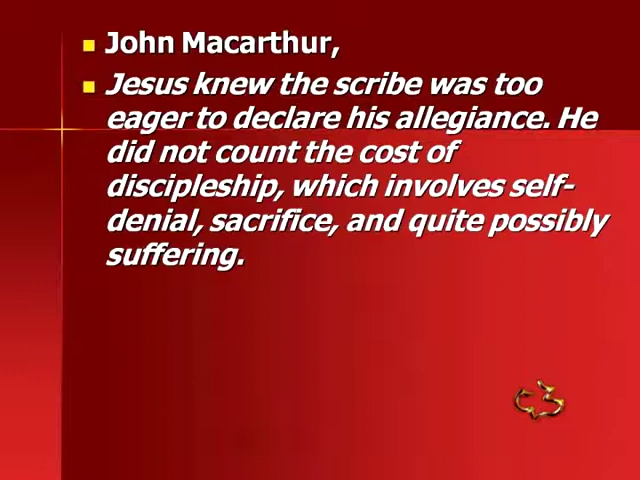 John Macarthur,
Jesus knew the scribe was too
eager to declare his allegiance. He
did not count the cost of
discipleship, which involves self-
denial, sacrifice, and quite possibly
suffering.